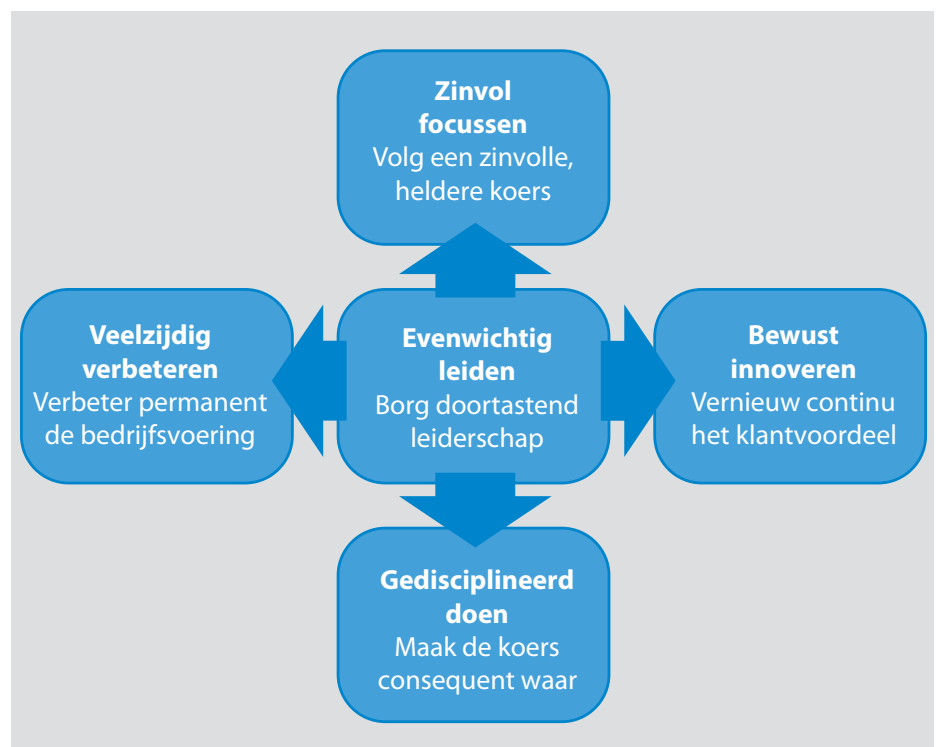 Zinvol
focussen
Volg een zinvolle,
heldere koers
Veelzijdig
verbeteren
Verbeter permanent
de bedrijfsvoering
Evenwichtig
leiden
Borg doortastend
leiderschap
Bewust
innoveren
Vernieuw continu
het klantvoordeel
Gedisciplineerd
doen
Maak de koers
consequent waar